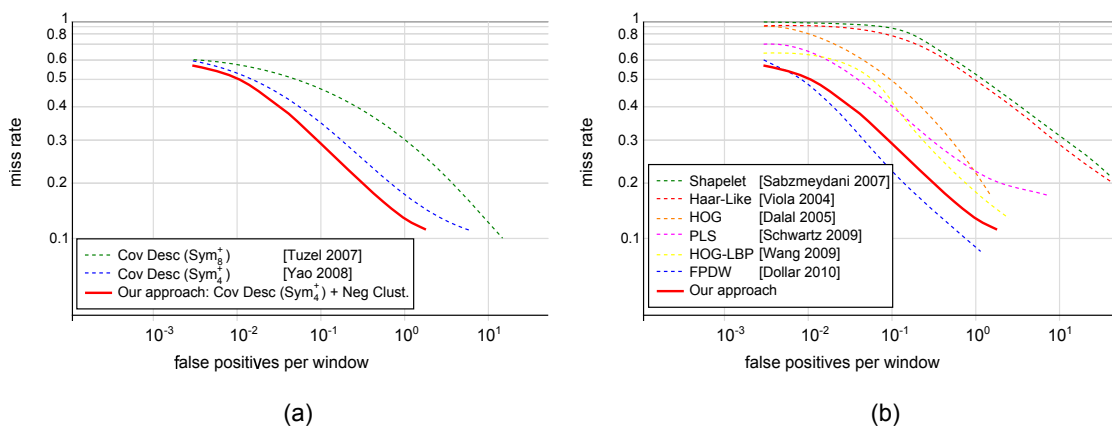 1
0.8
0.6
0.5
0.4
0.3
0.2
0.1
miss rate
Cov Desc (Sym₈⁺) [Tuzel 2007]
Cov Desc (Sym₄⁺) [Yao 2008]
Our approach: Cov Desc (Sym₄⁺) + Neg Clust.
10⁻³ 10⁻² 10⁻¹ 10⁰ 10¹
false positives per window
(a)
1
0.8
0.6
0.5
0.4
0.3
0.2
0.1
miss rate
Shapelet [Sabzmeydani 2007]
Haar-Like [Viola 2004]
HOG [Dalal 2005]
PLS [Schwartz 2009]
HOG-LBP [Wang 2009]
FPDW [Dollar 2010]
Our approach
10⁻³ 10⁻² 10⁻¹ 10⁰ 10¹
false positives per window
(b)